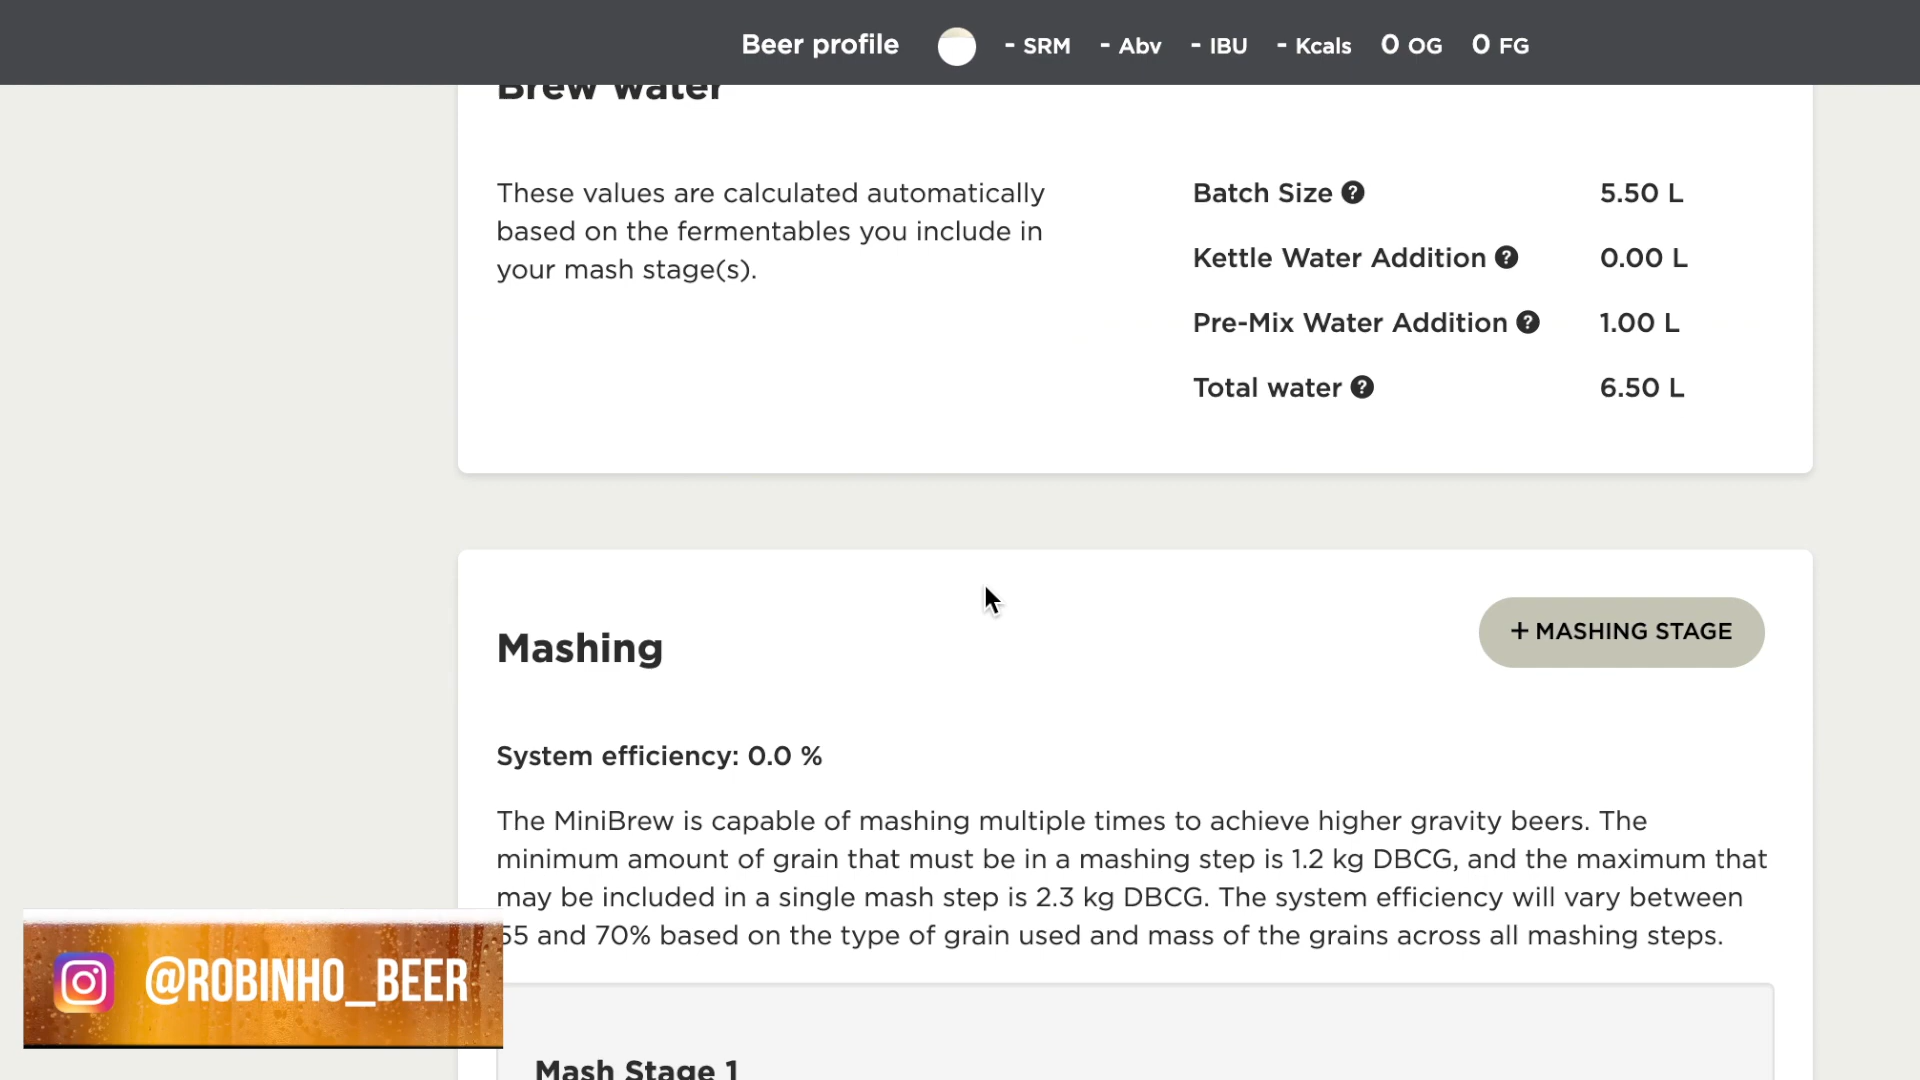 Beer profile - SRM - Abv - IBU - Kcals 0 OG 0 FG
Brew water
These values are calculated automatically
based on the fermentables you include in
your mash stage(s).
Batch Size ? 5.50 L
Kettle Water Addition ? 0.00 L
Pre-Mix Water Addition ? 1.00 L
Total water ? 6.50 L
Mashing
+ MASHING STAGE
System efficiency: 0.0 %
The MiniBrew is capable of mashing multiple times to achieve higher gravity beers. The
minimum amount of grain that must be in a mashing step is 1.2 kg DBCG, and the maximum that
may be included in a single mash step is 2.3 kg DBCG. The system efficiency will vary between
55 and 70% based on the type of grain used and mass of the grains across all mashing steps.
@ROBINHO_BEER
Mash Stage 1